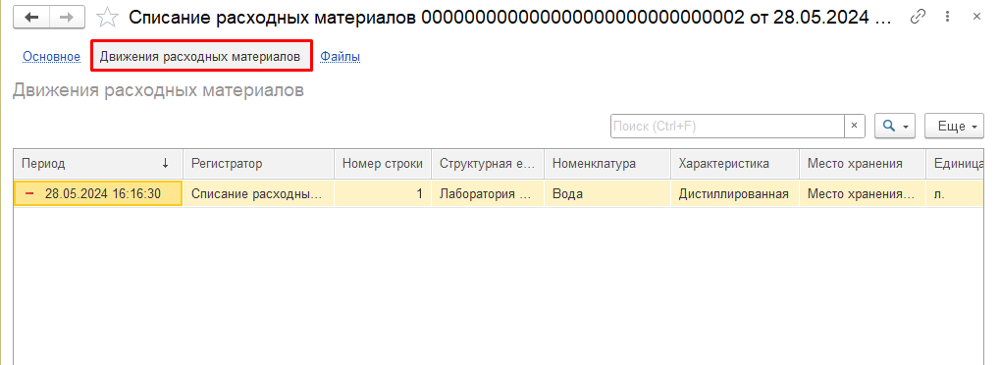 Списание расходных материалов 000000000000000000000000000002 от 28.05.2024 ...
Основное Движения расходных материалов Файлы
Движения расходных материалов
Поиск (Ctrl+F) × Еще
Период ↓ Регистратор Номер строки Структурная е... Номенклатура Характеристика Место хранения Единица
28.05.2024 16:16:30 Списание расходны... 1 Лаборатория ... Вода Дистиллированная Место хранения... л.